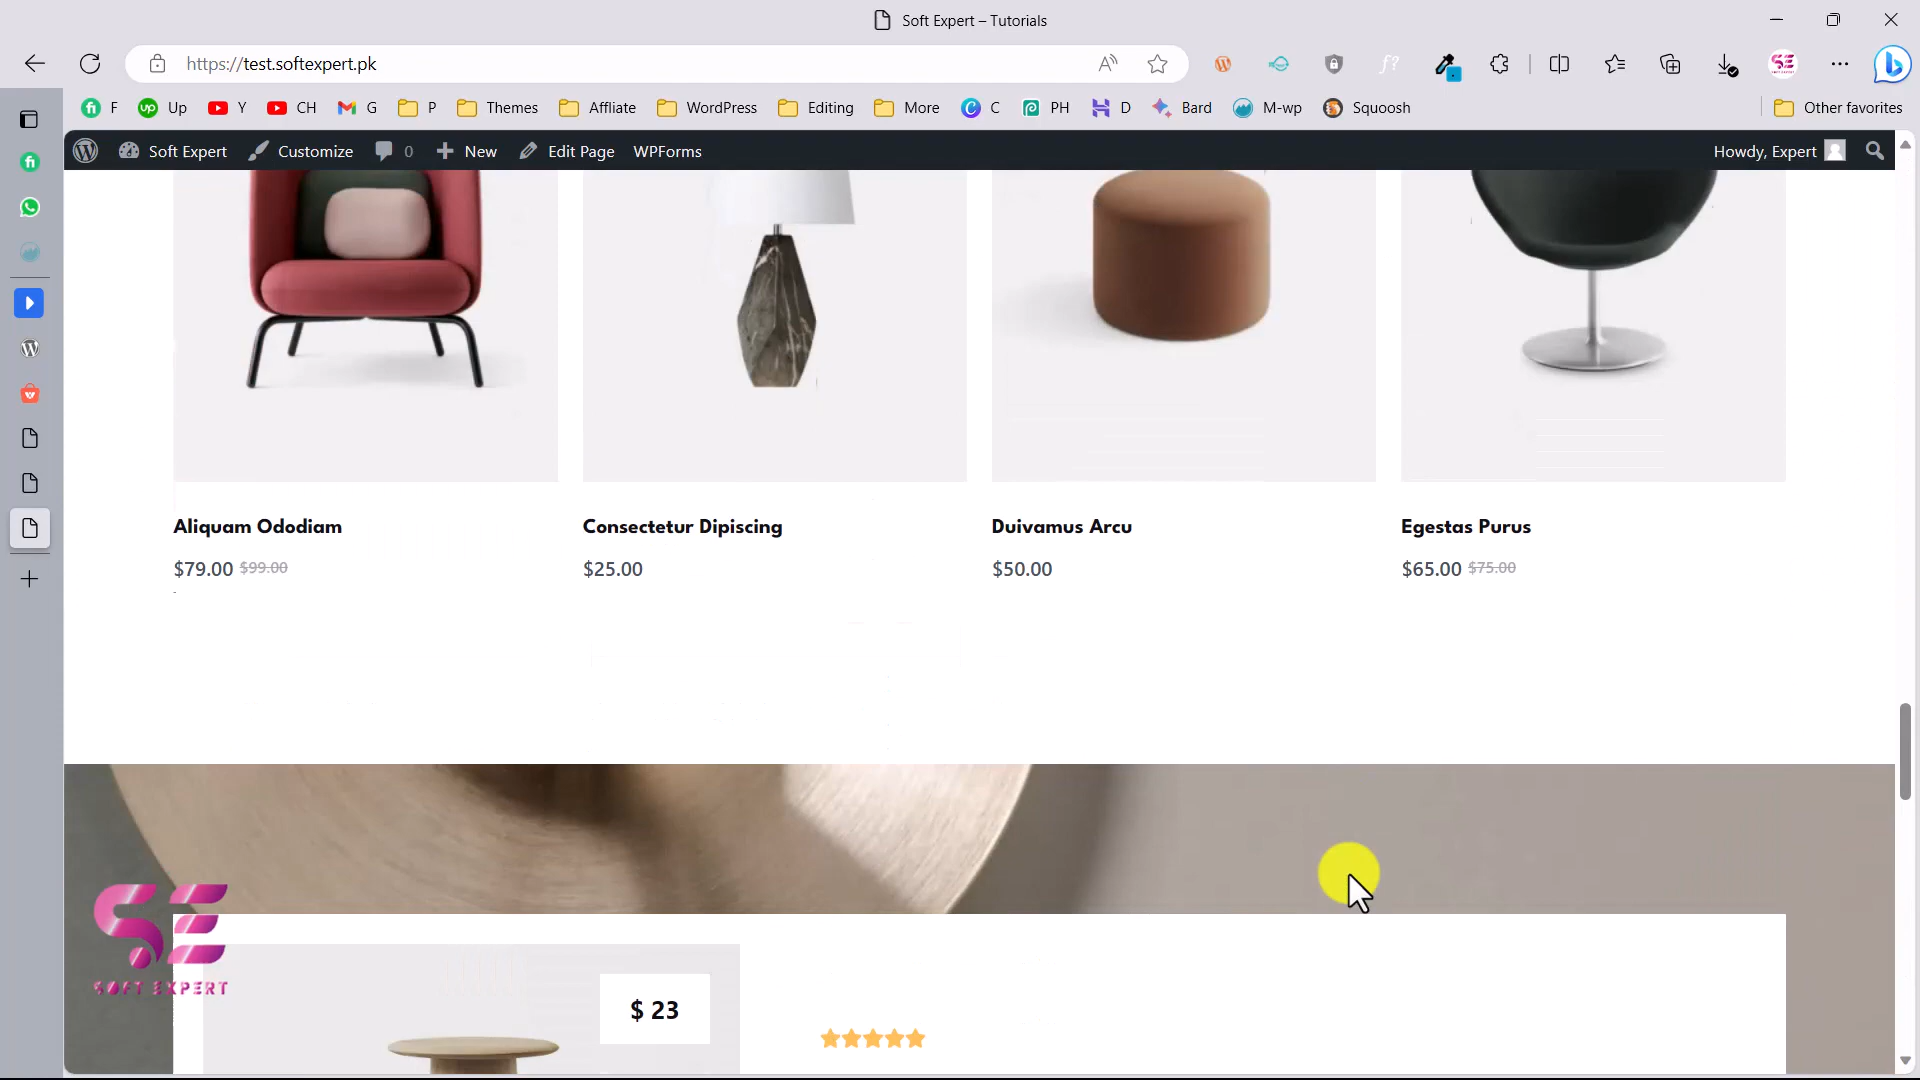 Soft Expert – Tutorials
https://test.softexpert.pk
F Up Y CH G P Themes Affliate WordPress Editing More C PH D Bard M-wp Squoosh Other favorites
Soft Expert Customize 0 New Edit Page WPForms Howdy, Expert
Aliquam Ododiam Consectetur Dipiscing Duivamus Arcu Egestas Purus
$79.00 $99.00 $25.00 $50.00 $65.00 $75.00
$ 23
SE
SOFT EXPERT